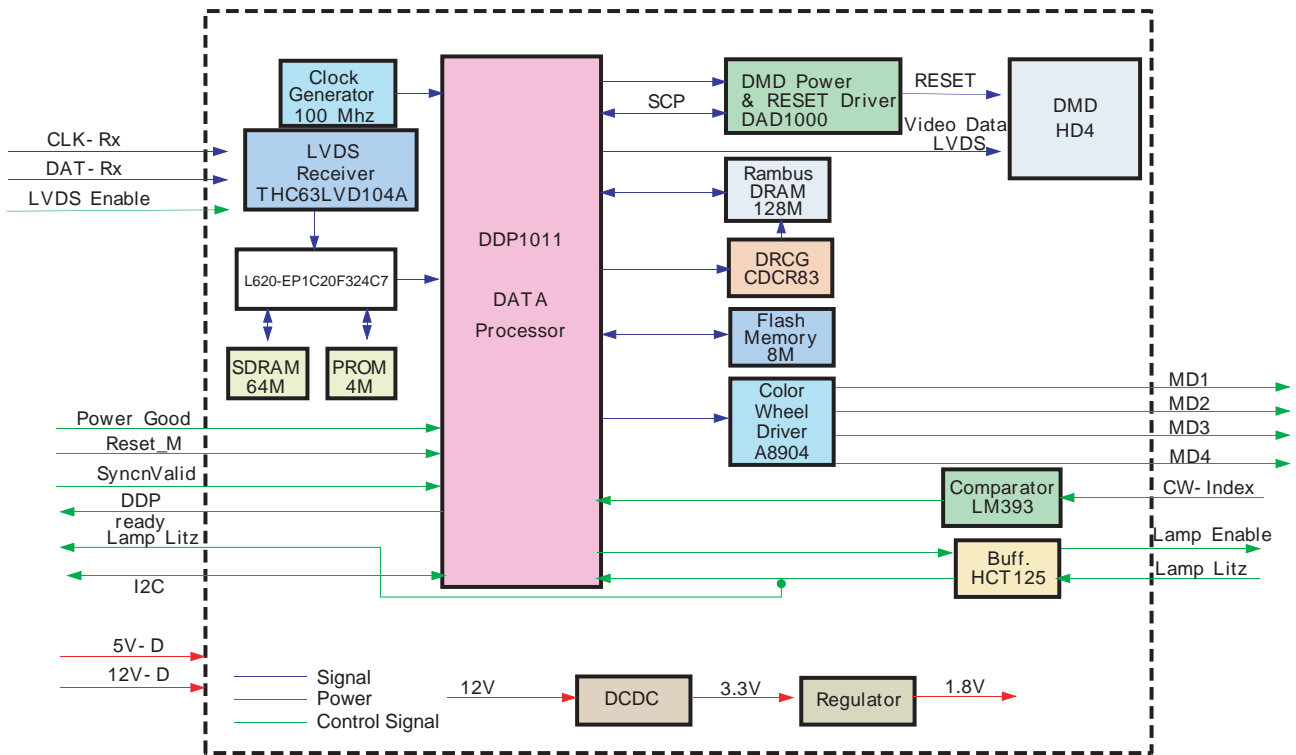 Clock
Generator
100 Mhz
CLK-Rx
DAT-Rx
LVDS Enable
LVDS
Receiver
THC63LVD104A
L620-EP1C20F324C7
SDRAM
64M
PROM
4M
DDP1011
DATA
Processor
SCP
DMD Power
& RESET Driver
DAD1000
RESET
Video Data
LVDS
DMD
HD4
Rambus
DRAM
128M
DRCG
CDCR83
Flash
Memory
8M
Color
Wheel
Driver
A8904
MD1
MD2
MD3
MD4
Power Good
Reset_M
SyncnValid
DDP
ready
Lamp Litz
I2C
Comparator
LM393
CW-Index
Buff.
HCT125
Lamp Enable
Lamp Litz
5V-D
12V-D
Signal
Power
Control Signal
12V
DCDC
3.3V
Regulator
1.8V